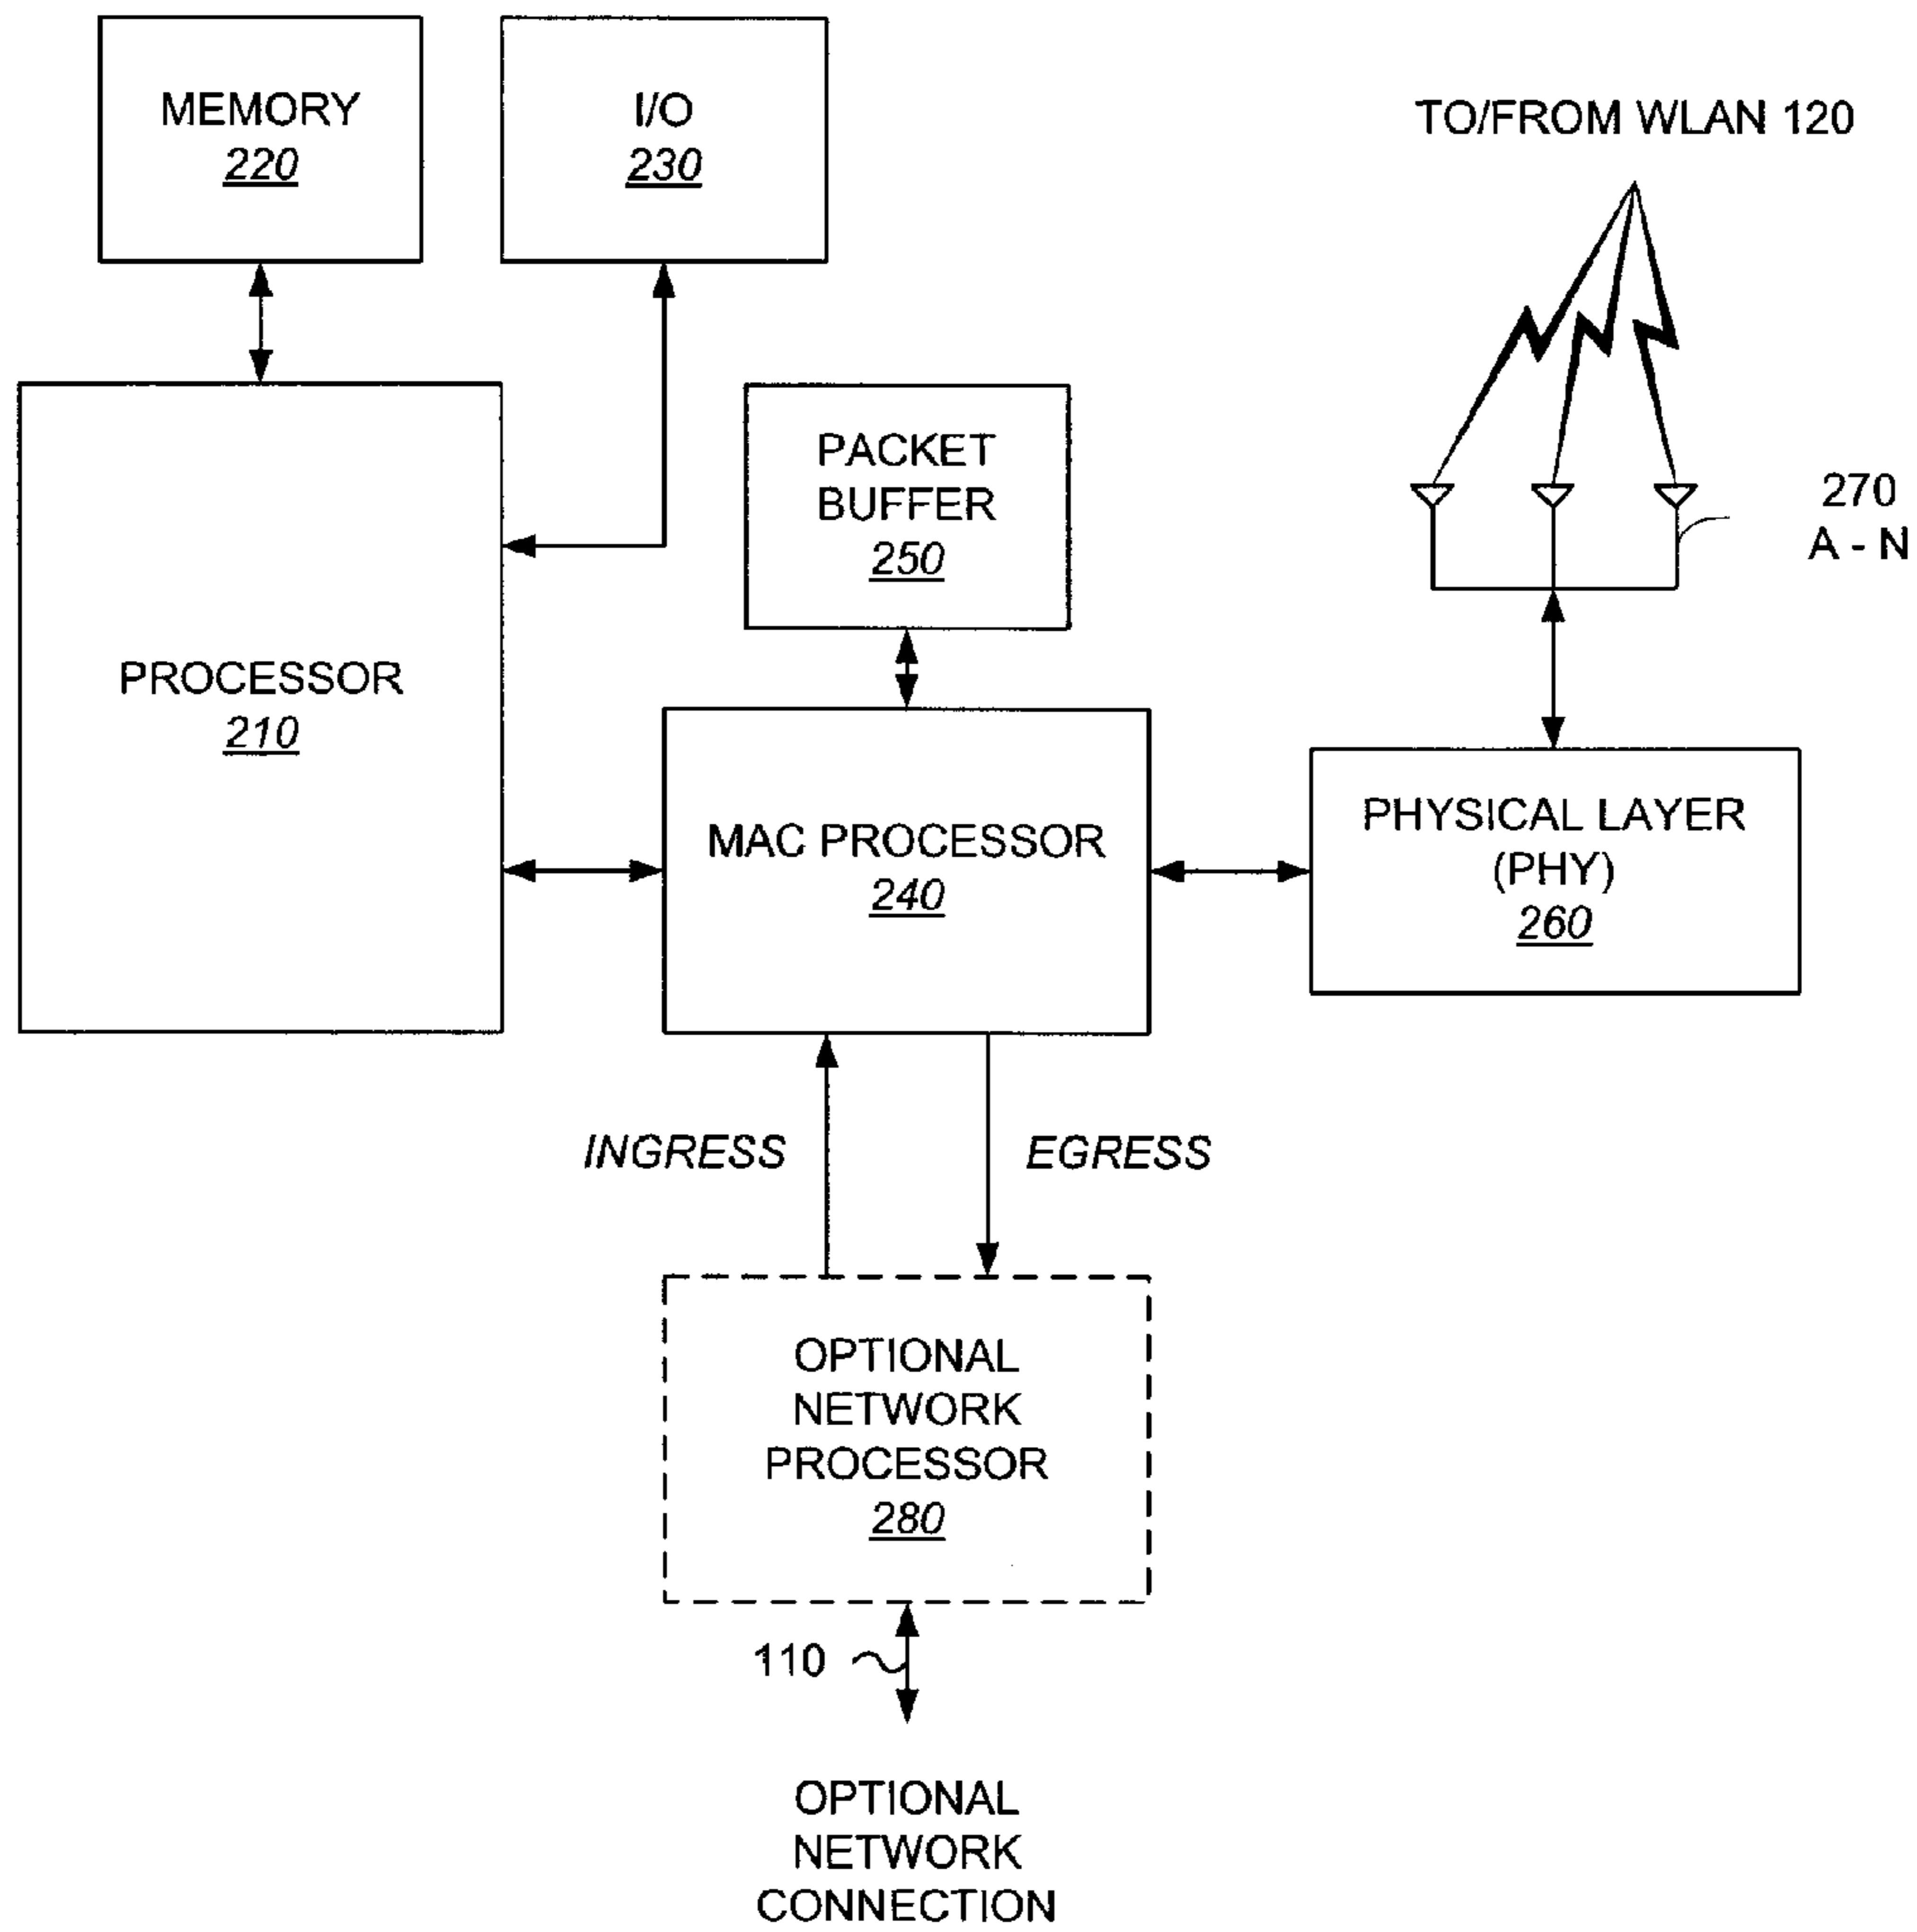 MEMORY
220
I/O
230
TO/FROM WLAN 120
PACKET
BUFFER
250
270
A - N
PROCESSOR
210
MAC PROCESSOR
240
PHYSICAL LAYER
(PHY)
260
INGRESS
EGRESS
OPTIONAL
NETWORK
PROCESSOR
280
110
OPTIONAL
NETWORK
CONNECTION